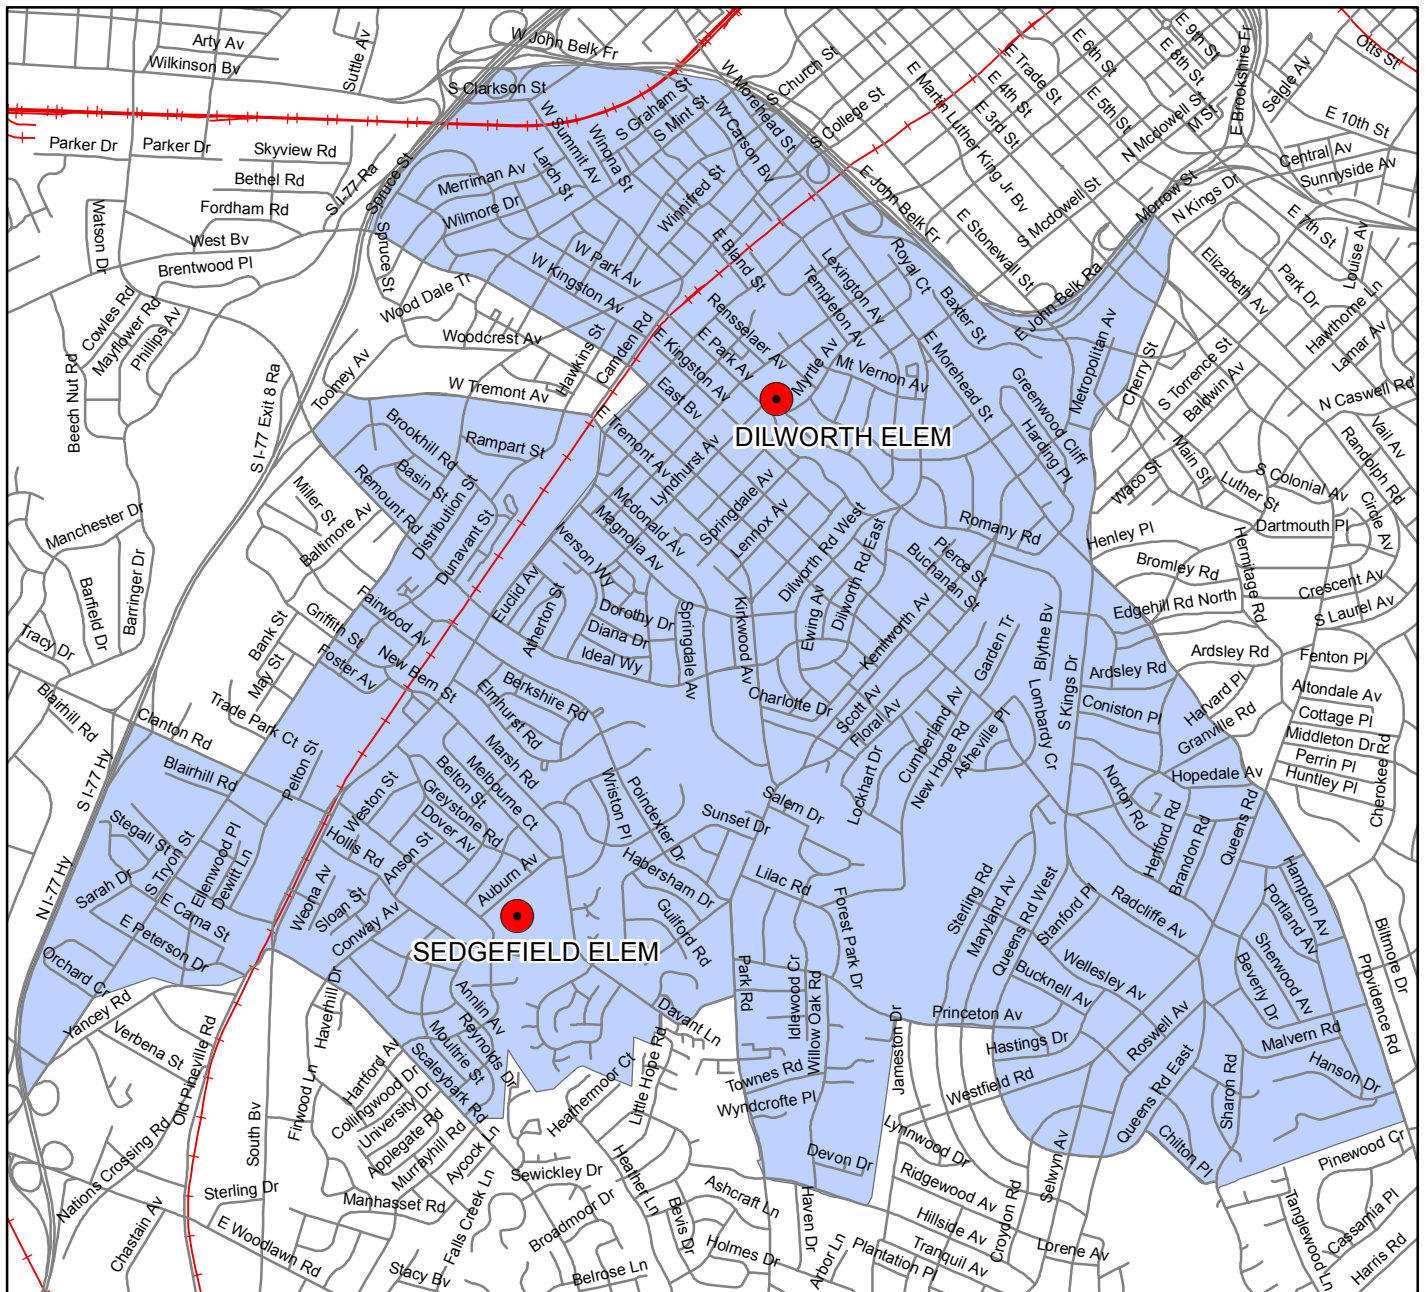 Arty Av
Wilkinson Bv
Suttle Av
W John Belk Fr
S Clarkson St
W Morehead St
S Church St
S College St
E Martin Luther King Jr Bv
E Trade St
E 4th St
E 3rd St
E 6th St
E 5th St
E 9th St
E 8th St
M St
N Mcdowell St
E Brookshire Fr
Seigle Av
Otts St
E 10th St
Central Av
Sunnyside Av
Parker Dr
Parker Dr
Skyview Rd
Bethel Rd
Fordham Rd
S I-77 Ra
Spruce St
Spruce St
West Bv
Brentwood Pl
Watson Dr
Cowles Rd
Mayflower Rd
Phillips Av
Beech Nut Rd
W Summit Av
Winona St
S Graham St
S Mint St
W Carson Bv
Larch St
Merriman Av
Wilmore Dr
Winnifred St
W Park Av
W Kingston Av
Wood Dale Tr
Woodcrest Av
Hawkins St
Camden Rd
W Tremont Av
Toomey Av
S I-77 Exit 8 Ra
E Bland St
E John Belk Fr
E Stonewall St
S Mcdowell St
Morrow St
N Kings Dr
E 7th St
Louise Av
Elizabeth Av
Park Dr
Hawthorne Ln
Lamar Av
Royal Ct
Lexington Av
Templeton Av
Baxter St
E John Belk Ra
Rensselaer Av
E Park Av
E Kingston Av
East Bv
Myrtle Av
Mt Vernon Av
E Morehead St
Greenwood Cliff
Harding Pl
Metropolitan Av
Cherry St
S Torrence St
Baldwin Av
N Caswell Rd
Vail Av
Randolph Rd
DILWORTH ELEM
Brookhill Rd
Rampart St
Basin St
Remount Rd
Distribution St
Dunavant St
E Tremont Av
Lyndhurst Av
Mcdonald Av
Magnolia Av
Springdale Av
Lennox Av
Iverson Wy
Dilworth Rd West
Dilworth Rd East
Romany Rd
Pierce St
Buchanan St
Waco St
Main St
Luther St
S Colonial Av
Dartmouth Pl
Circle Av
Henley Pl
Bromley Rd
Hermitage Rd
Crescent Av
S Laurel Av
Edgehill Rd North
Manchester Dr
Miller St
Baltimore Av
Barfield Dr
Barringer Dr
Tracy Dr
Bank St
May St
Griffith St
Foster Av
Fairwood Av
New Bern St
Euclid Av
Atherton St
Dorothy Dr
Diana Dr
Ideal Wy
Springdale Av
Kirkwood Av
Ewing Av
Kenilworth Av
Garden Tr
Blythe Bv
Lombardy Cr
S Kings Dr
Ardsley Rd
Ardsley Rd
Coniston Pl
Harvard Pl
Granville Rd
Fenton Pl
Altondale Av
Cottage Pl
Middleton Dr
Perrin Pl
Huntley Pl
Cherokee Rd
Blairhill Rd
Clanton Rd
Trade Park Ct
Blairhill Rd
Pelton St
S I-77 Hy
N I-77 Hy
Berkshire Rd
Elmhurst Rd
Marsh Rd
Melbourne Ct
Belton St
Greystone Rd
Dover Av
Weston St
Hollis Rd
Anson St
Auburn Av
Wriston Pl
Poindexter Dr
Charlotte Dr
Scott Av
Floral Av
Lockhart Dr
Cumberland Av
New Hope Rd
Asheville Pl
Salem Dr
Sunset Dr
Habersham Dr
Guilford Rd
Lilac Rd
Forest Park Dr
Norton Rd
Hopedale Av
Hertford Rd
Brandon Rd
Queens Rd
Stegall St
Sarah Dr
S Tryon St
Ellenwood Pl
Dewitt Ln
E Cama St
E Peterson Dr
Orchard Cr
Yancey Rd
Wenona Av
Sloan St
Conway Av
SEDGEFIELD ELEM
Sterling Rd
Maryland Av
Queens Rd West
Stanford Pl
Radcliffe Av
Wellesley Av
Bucknell Av
Princeton Av
Hastings Dr
Westfield Rd
Roswell Av
Queens Rd East
Hampton Av
Portland Av
Sherwood Av
Beverly Dr
Malvern Rd
Hanson Dr
Sharon Rd
Chilton Pl
Biltmore Dr
Providence Rd
Pinewood Cr
Verbena St
Old Pineville Rd
Haverhill Dr
Firwood Ln
Hartford Av
Collingwood Dr
University Dr
Applegate Rd
Murrayhill Rd
Aycock Ln
Annlin Av
Reynolds Dr
Moultrie St
Scaleybark Rd
Davant Ln
Little Hope Rd
Heathermoor Ct
Park Rd
Idlewood Cr
Willow Oak Rd
Townes Rd
Wyndcrofte Pl
Jameston Dr
Devon Dr
Lynnwood Dr
Ridgewood Av
Hillside Av
Tranquil Av
Plantation Pl
Croydon Rd
Selwyn Av
Lorene Av
Nations Crossing Rd
Chastain Av
Sterling Dr
South Bv
E Woodlawn Rd
Manhasset Rd
Stacy Bv
Falls Creek Ln
Sewickley Dr
Broadmoor Dr
Belrose Ln
Heather Ln
Bevis Dr
Ashcraft Ln
Holmes Dr
Haven Dr
Arbor Ln
Tanglewood Ln
Cassamia Pl
Harris Rd